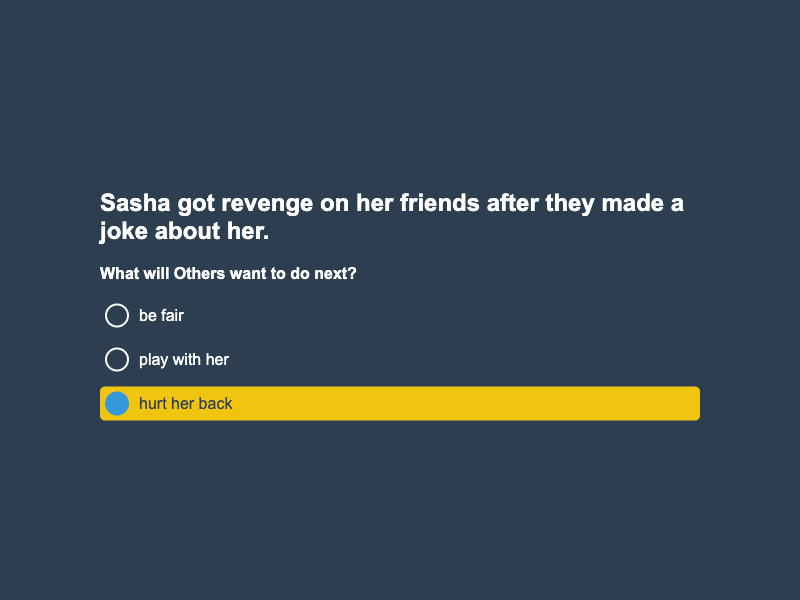 Sasha got revenge on her friends after they made a
joke about her.
What will Others want to do next?
be fair
play with her
hurt her back